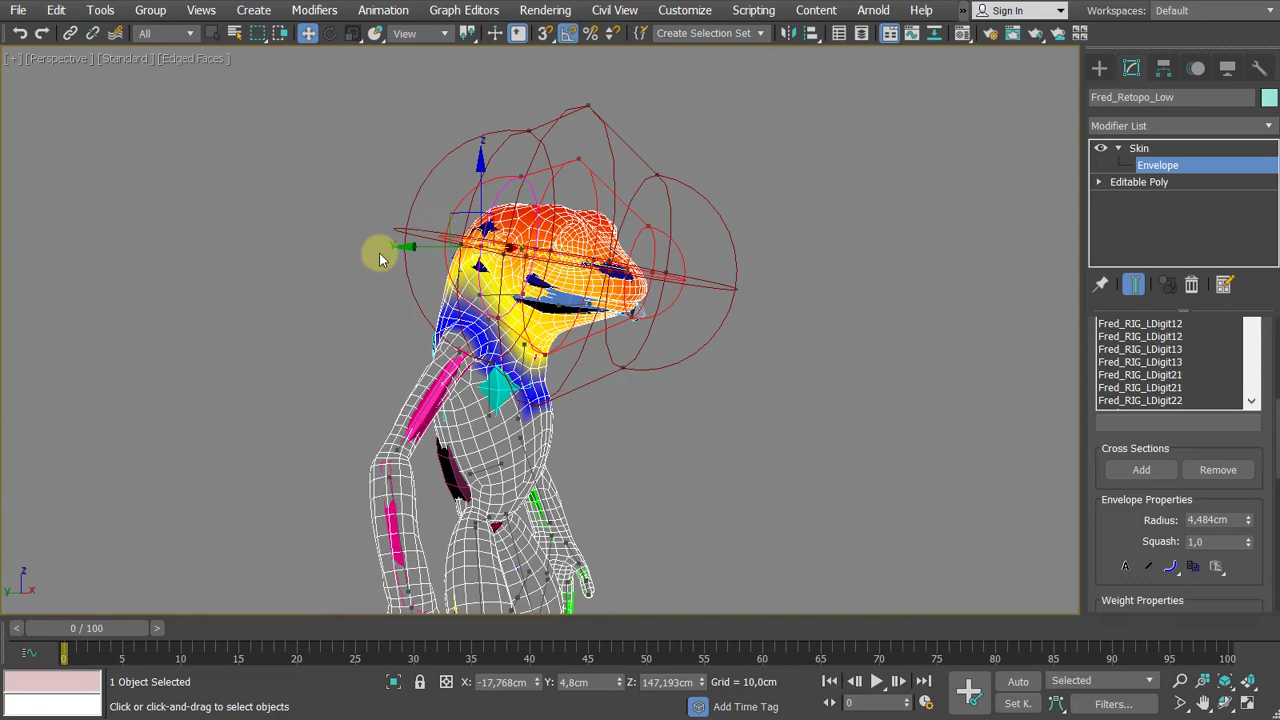 File Edit Tools Group Views Create Modifiers Animation Graph Editors Rendering Civil View Customize Scripting Content Arnold Help » Sign In Workspaces: Default
All View Create Selection Set
[+] [Perspective] [Standard] [Edged Faces]
Fred_Retopo_Low
Modifier List
Skin
Envelope
Editable Poly
Fred_RIG_LDigit12
Fred_RIG_LDigit12
Fred_RIG_LDigit13
Fred_RIG_LDigit13
Fred_RIG_LDigit21
Fred_RIG_LDigit21
Fred_RIG_LDigit22
Cross Sections
Add Remove
Envelope Properties
Radius: 4,484cm
Squash: 1,0
A
Weight Properties
z
z
y x
< 0 / 100 >
0 5 10 15 20 25 30 35 40 45 50 55 60 65 70 75 80 85 90 95 100
1 Object Selected X: -17,768cm Y: 4,8cm Z: 147,193cm Grid = 10,0cm Auto Selected
Click or click-and-drag to select objects Add Time Tag 0 Set K. Filters...